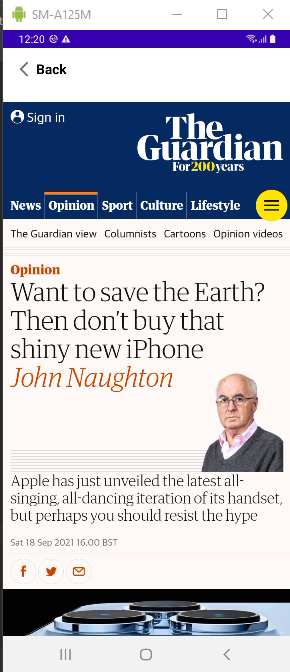 SM-A125M
12:20
Back
Sign in
The
Guardian
For 200 years
News Opinion Sport Culture Lifestyle
The Guardian view Columnists Cartoons Opinion videos
Opinion
Want to save the Earth?
Then don't buy that
shiny new iPhone
John Naughton
Apple has just unveiled the latest all-
singing, all-dancing iteration of its handset,
but perhaps you should resist the hype
Sat 18 Sep 2021 16.00 BST